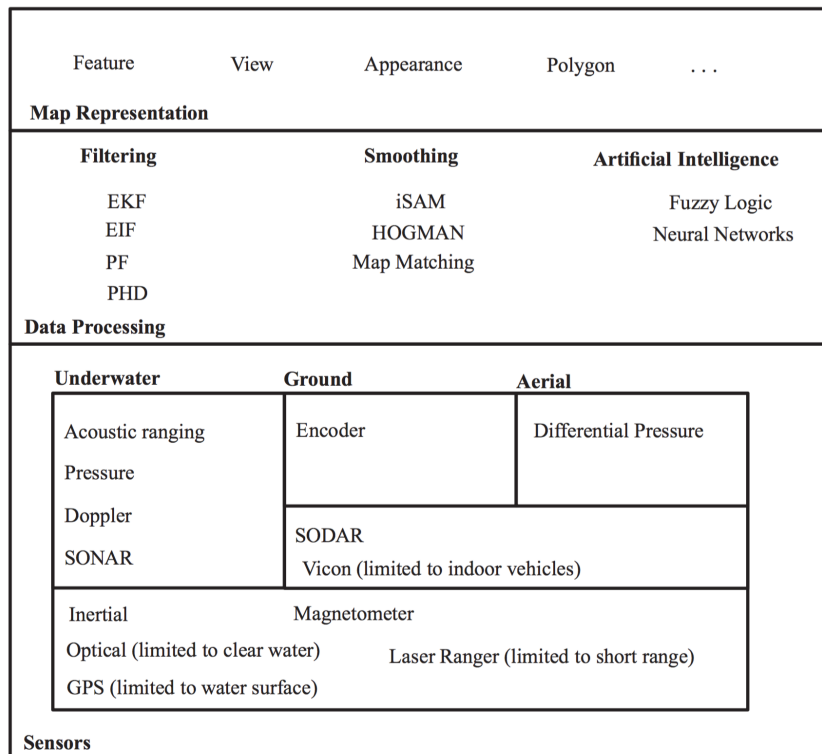 Feature View Appearance Polygon . . .
Map Representation
Filtering Smoothing Artificial Intelligence
EKF iSAM Fuzzy Logic
EIF HOGMAN Neural Networks
PF Map Matching
PHD
Data Processing
Underwater Ground Aerial
Acoustic ranging Encoder Differential Pressure
Pressure
Doppler
SODAR
SONAR Vicon (limited to indoor vehicles)
Inertial Magnetometer
Optical (limited to clear water) Laser Ranger (limited to short range)
GPS (limited to water surface)
Sensors